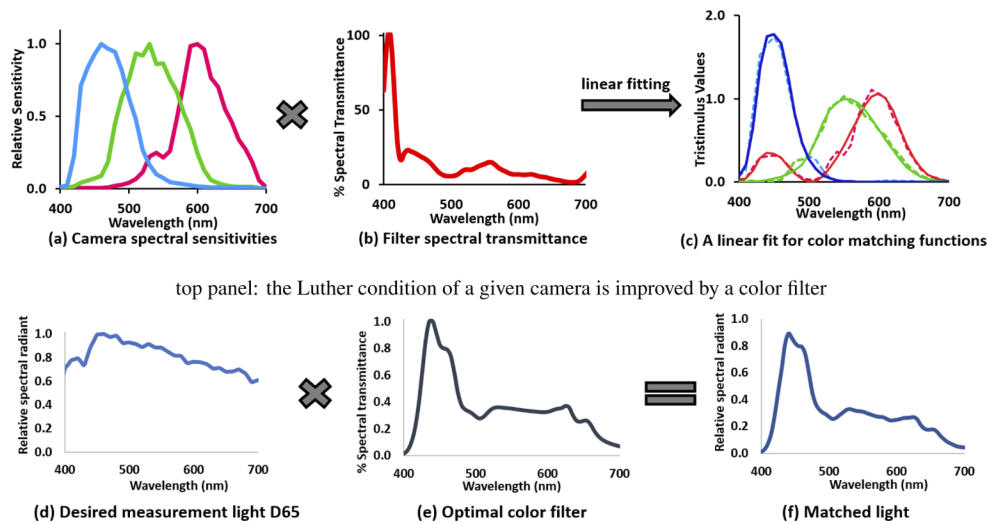 Relative Sensitivity
1.0
0.5
0.0
400 500 600 700
Wavelength (nm)
(a) Camera spectral sensitivities
% Spectral Transmittance
100
50
0
400 500 600 700
Wavelength (nm)
(b) Filter spectral transmittance
linear fitting
Tristimulus Values
2.0
1.0
0.0
400 500 600 700
Wavelength (nm)
(c) A linear fit for color matching functions
top panel: the Luther condition of a given camera is improved by a color filter
Relative spectral radiant
1.0
0.8
0.6
0.4
0.2
0.0
400 500 600 700
Wavelength (nm)
(d) Desired measurement light D65
% Spectral transmittance
1.0
0.8
0.6
0.4
0.2
0.0
400 500 600 700
Wavelength (nm)
(e) Optimal color filter
Relative spectral radiant
1.0
0.8
0.6
0.4
0.2
0.0
400 500 600 700
Wavelength (nm)
(f) Matched light